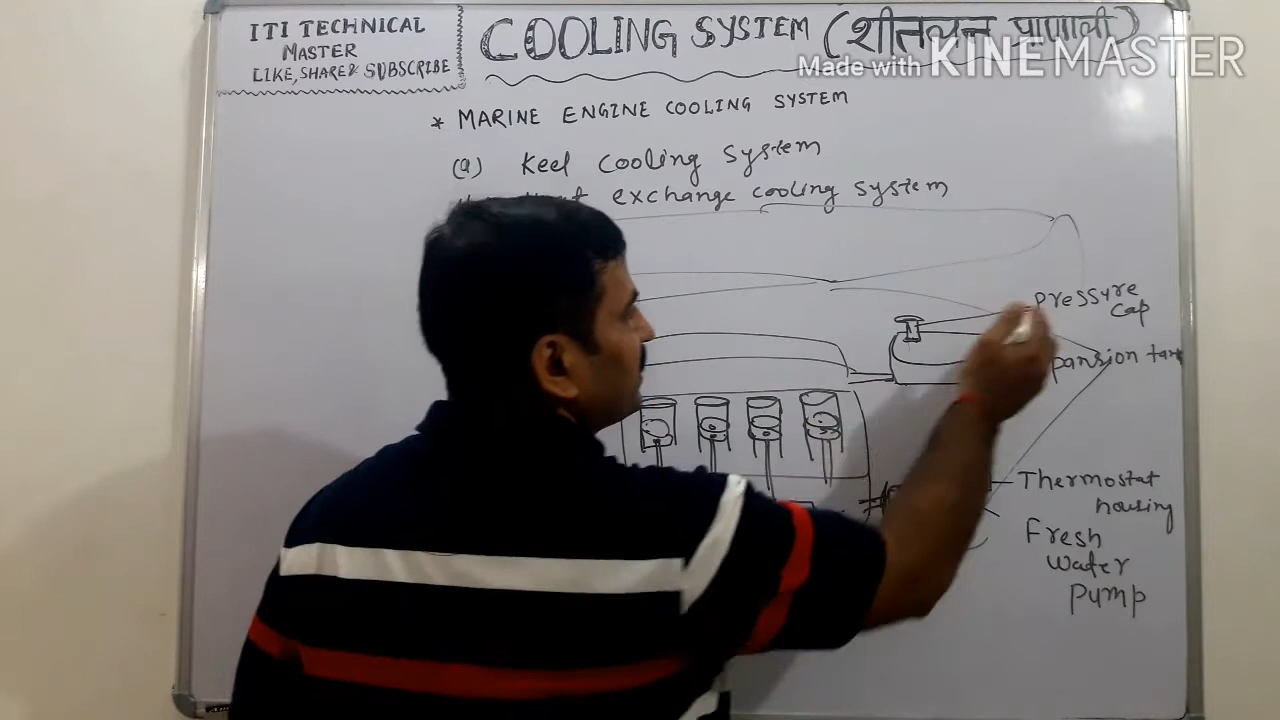 ITI TECHNICAL
MASTER
LIKE, SHARE & SUBSCRIBE
COOLING SYSTEM (शीतलन प्राणाली)
Made with KINEMASTER
* MARINE ENGINE COOLING SYSTEM
(a) Keel cooling system
exchange cooling system
Pressure
cap
pansion tank
Thermostat
housing
Fresh
Water
Pump